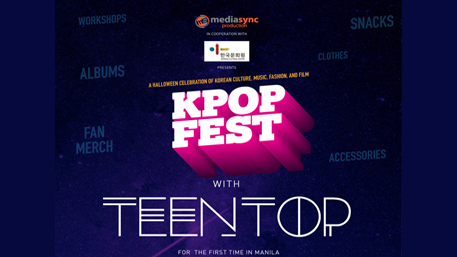 mediasync
production
IN COOPERATION WITH
한국문화원
PRESENTS
WORKSHOPS
SNACKS
ALBUMS
CLOTHES
A HALLOWEEN CELEBRATION OF KOREAN CULTURE, MUSIC, FASHION, AND FILM
KPOP
FEST
FAN
MERCH
ACCESSORIES
WITH
TEENTOP
FOR THE FIRST TIME IN MANILA